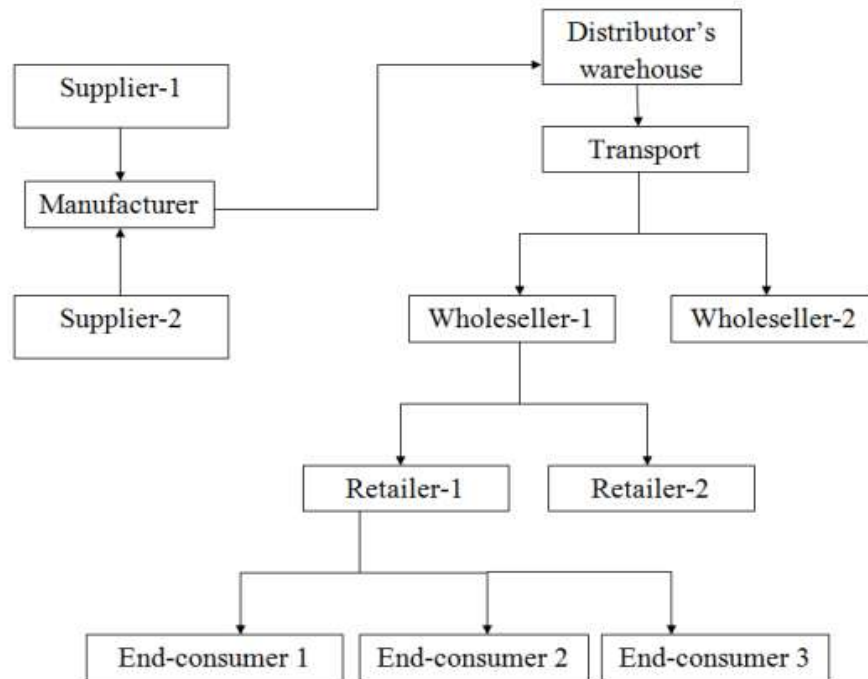 Distributor’s
warehouse
Supplier-1
Transport
Manufacturer
Supplier-2
Wholeseller-1
Wholeseller-2
Retailer-1
Retailer-2
End-consumer 1
End-consumer 2
End-consumer 3